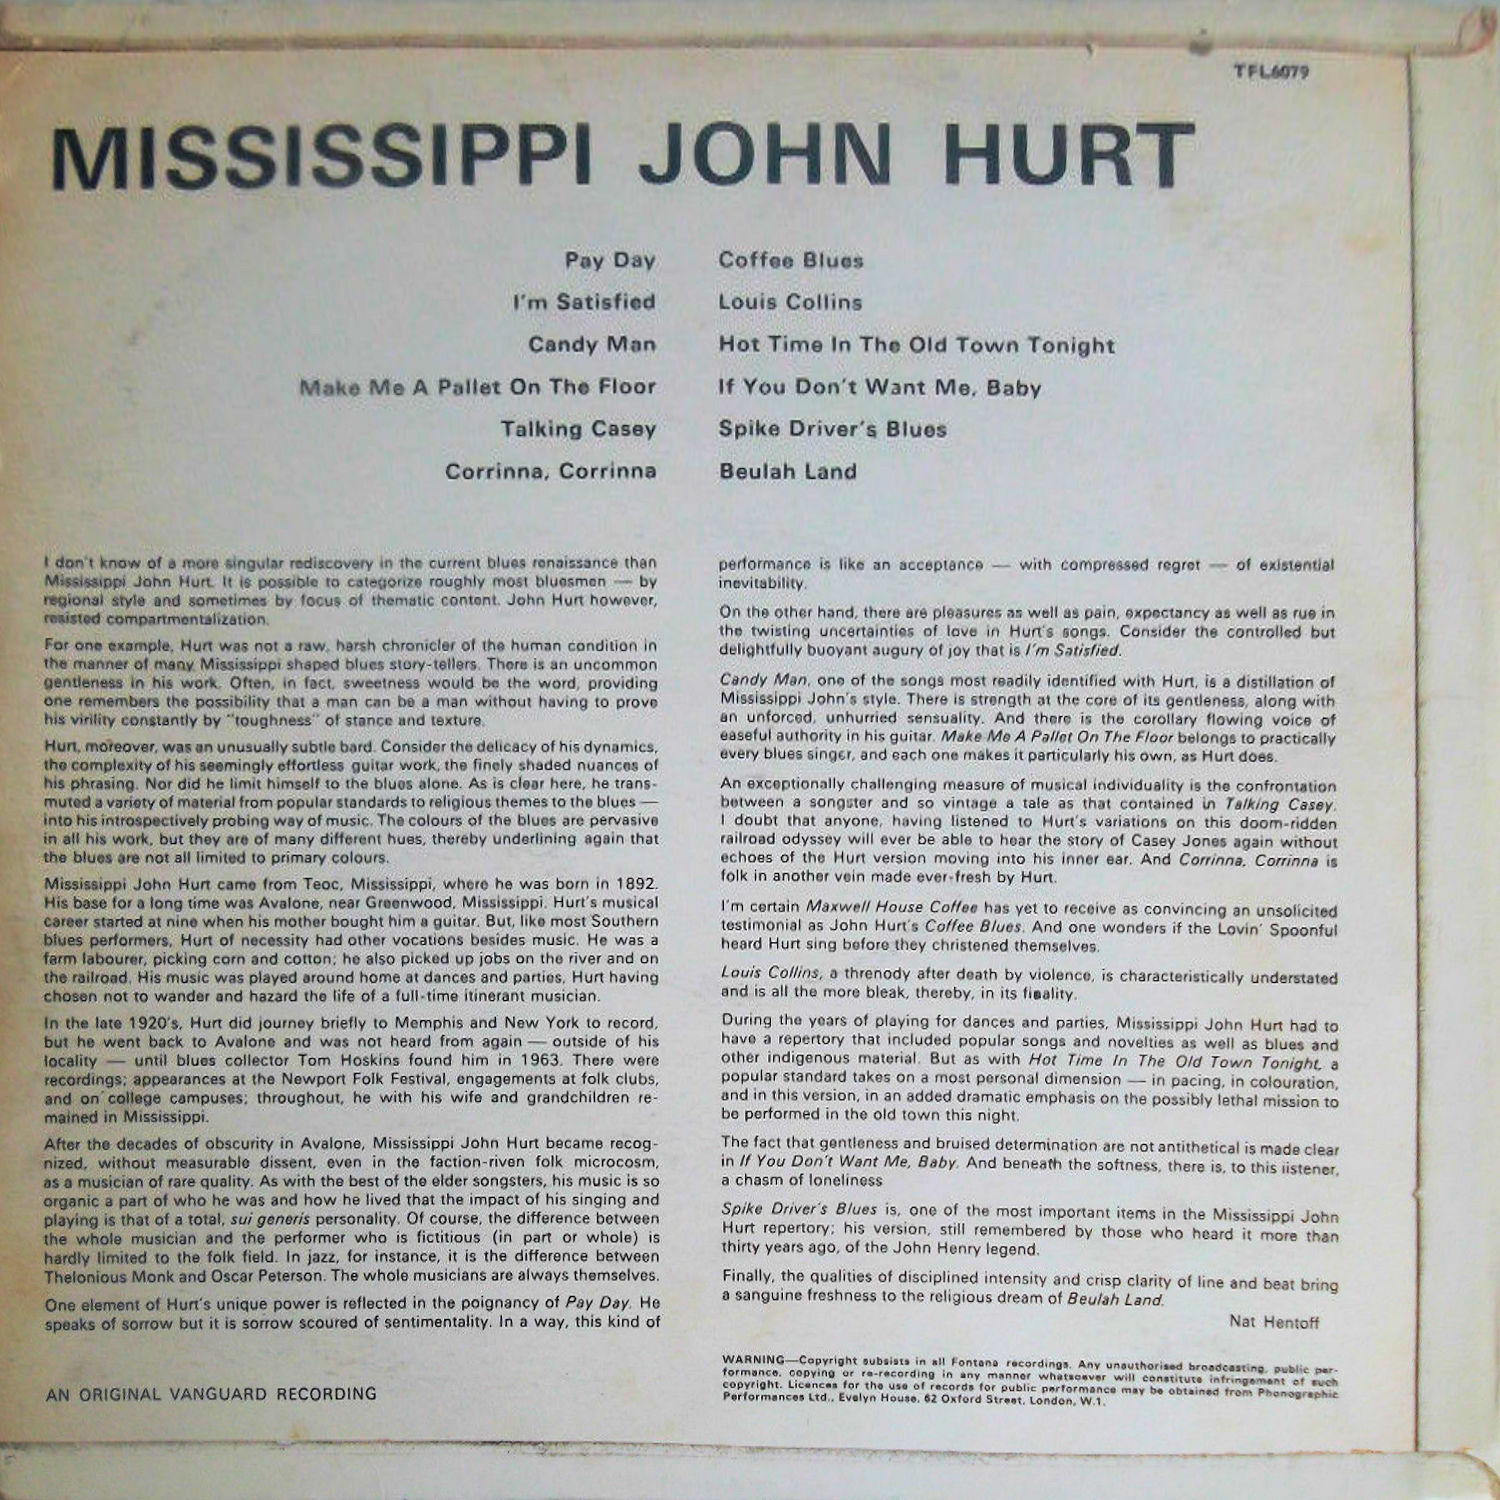 TFL6079
MISSISSIPPI JOHN HURT
Pay Day
I'm Satisfied
Candy Man
Make Me A Pallet On The Floor
Talking Casey
Corrinna, Corrinna
Coffee Blues
Louis Collins
Hot Time In The Old Town Tonight
If You Don't Want Me, Baby
Spike Driver's Blues
Beulah Land
I don't know of a more singular rediscovery in the current blues renaissance than
Mississippi John Hurt. It is possible to categorize roughly most bluesmen — by
regional style and sometimes by focus of thematic content. John Hurt however,
resisted compartmentalization.
For one example, Hurt was not a raw, harsh chronicler of the human condition in
the manner of many Mississippi shaped blues story-tellers. There is an uncommon
gentleness in his work. Often, in fact, sweetness would be the word, providing
one remembers the possibility that a man can be a man without having to prove
his virility constantly by "toughness" of stance and texture.
Hurt, moreover, was an unusually subtle bard. Consider the delicacy of his dynamics,
the complexity of his seemingly effortless guitar work, the finely shaded nuances of
his phrasing. Nor did he limit himself to the blues alone. As is clear here, he trans-
muted a variety of material from popular standards to religious themes to the blues —
into his introspectively probing way of music. The colours of the blues are pervasive
in all his work, but they are of many different hues, thereby underlining again that
the blues are not all limited to primary colours.
Mississippi John Hurt came from Teoc, Mississippi, where he was born in 1892.
His base for a long time was Avalone, near Greenwood, Mississippi. Hurt's musical
career started at nine when his mother bought him a guitar. But, like most Southern
blues performers, Hurt of necessity had other vocations besides music. He was a
farm labourer, picking corn and cotton; he also picked up jobs on the river and on
the railroad. His music was played around home at dances and parties, Hurt having
chosen not to wander and hazard the life of a full-time itinerant musician.
In the late 1920's, Hurt did journey briefly to Memphis and New York to record,
but he went back to Avalone and was not heard from again — outside of his
locality — until blues collector Tom Hoskins found him in 1963. There were
recordings; appearances at the Newport Folk Festival, engagements at folk clubs,
and on college campuses; throughout, he with his wife and grandchildren re-
mained in Mississippi.
After the decades of obscurity in Avalone, Mississippi John Hurt became recog-
nized, without measurable dissent, even in the faction-riven folk microcosm,
as a musician of rare quality. As with the best of the elder songsters, his music is so
organic a part of who he was and how he lived that the impact of his singing and
playing is that of a total, sui generis personality. Of course, the difference between
the whole musician and the performer who is fictitious (in part or whole) is
hardly limited to the folk field. In jazz, for instance, it is the difference between
Thelonious Monk and Oscar Peterson. The whole musicians are always themselves.
One element of Hurt's unique power is reflected in the poignancy of Pay Day. He
speaks of sorrow but it is sorrow scoured of sentimentality. In a way, this kind of
AN ORIGINAL VANGUARD RECORDING
performance is like an acceptance — with compressed regret — of existential
inevitability.
On the other hand, there are pleasures as well as pain, expectancy as well as rue in
the twisting uncertainties of love in Hurt's songs. Consider the controlled but
delightfully buoyant augury of joy that is I'm Satisfied.
Candy Man, one of the songs most readily identified with Hurt, is a distillation of
Mississippi John's style. There is strength at the core of its gentleness, along with
an unforced, unhurried sensuality. And there is the corollary flowing voice of
easeful authority in his guitar. Make Me A Pallet On The Floor belongs to practically
every blues singer, and each one makes it particularly his own, as Hurt does.
An exceptionally challenging measure of musical individuality is the confrontation
between a songster and so vintage a tale as that contained in Talking Casey.
I doubt that anyone, having listened to Hurt's variations on this doom-ridden
railroad odyssey will ever be able to hear the story of Casey Jones again without
echoes of the Hurt version moving into his inner ear. And Corrinna, Corrinna is
folk in another vein made ever-fresh by Hurt.
I'm certain Maxwell House Coffee has yet to receive as convincing an unsolicited
testimonial as John Hurt's Coffee Blues. And one wonders if the Lovin' Spoonful
heard Hurt sing before they christened themselves.
Louis Collins, a threnody after death by violence, is characteristically understated
and is all the more bleak, thereby, in its finality.
During the years of playing for dances and parties, Mississippi John Hurt had to
have a repertory that included popular songs and novelties as well as blues and
other indigenous material. But as with Hot Time In The Old Town Tonight, a
popular standard takes on a most personal dimension — in pacing, in colouration,
and in this version, in an added dramatic emphasis on the possibly lethal mission to
be performed in the old town this night.
The fact that gentleness and bruised determination are not antithetical is made clear
in If You Don't Want Me, Baby. And beneath the softness, there is, to this listener,
a chasm of loneliness
Spike Driver's Blues is, one of the most important items in the Mississippi John
Hurt repertory; his version, still remembered by those who heard it more than
thirty years ago, of the John Henry legend.
Finally, the qualities of disciplined intensity and crisp clarity of line and beat bring
a sanguine freshness to the religious dream of Beulah Land.
Nat Hentoff
WARNING—Copyright subsists in all Fontana recordings. Any unauthorised broadcasting, public per-
formance, copying or re-recording in any manner whatsoever will constitute infringement of such
copyright. Licences for the use of records for public performance may be obtained from Phonographic
Performances Ltd., Evelyn House, 62 Oxford Street, London, W.1.